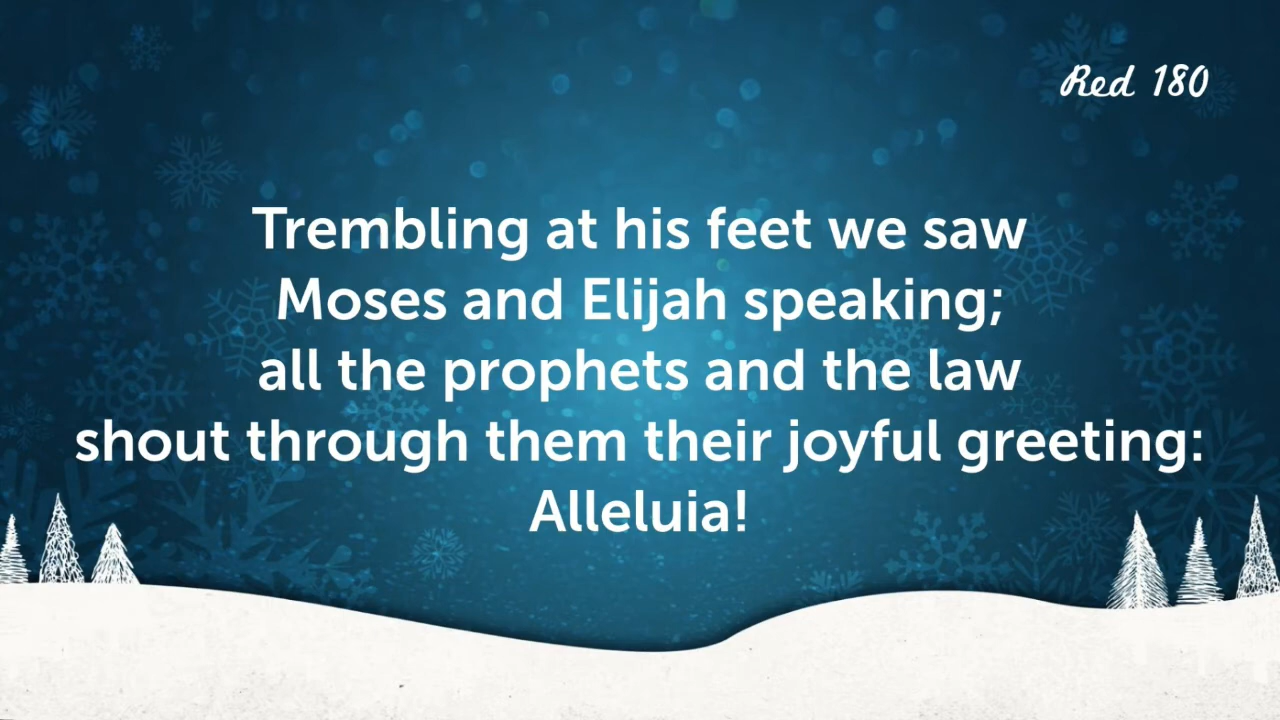 Red 180
Trembling at his feet we saw
Moses and Elijah speaking;
all the prophets and the law
shout through them their joyful greeting:
Alleluia!